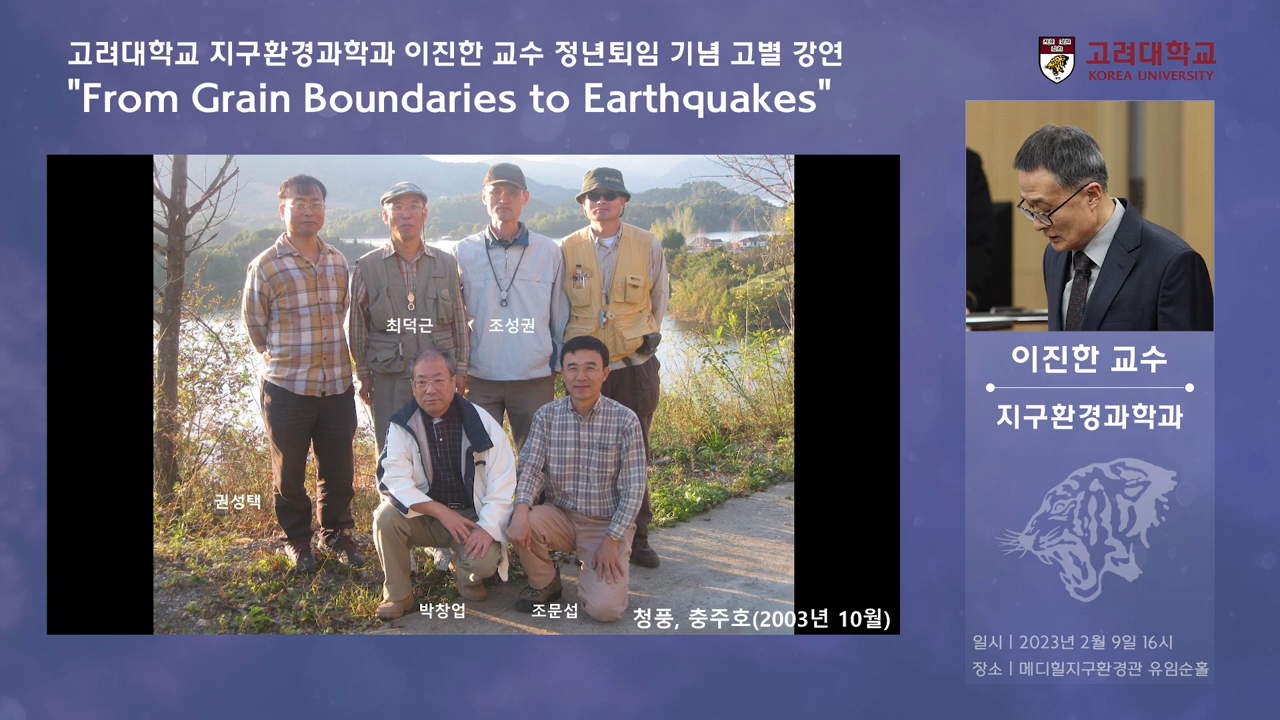 고려대학교 지구환경과학과 이진한 교수 정년퇴임 기념 고별 강연
"From Grain Boundaries to Earthquakes"
고려대학교
KOREA UNIVERSITY
최덕근
조성권
권성택
박창업
조문섭
청풍, 충주호(2003년 10월)
이진한 교수
지구환경과학과
일시 | 2023년 2월 9일 16시
장소 | 메디힐지구환경관 유임순홀